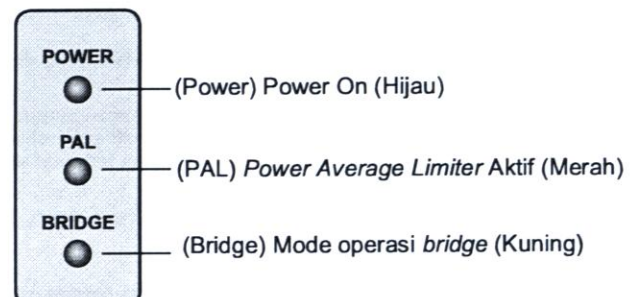 POWER
(Power) Power On (Hijau)
PAL
(PAL) Power Average Limiter Aktif (Merah)
BRIDGE
(Bridge) Mode operasi bridge (Kuning)